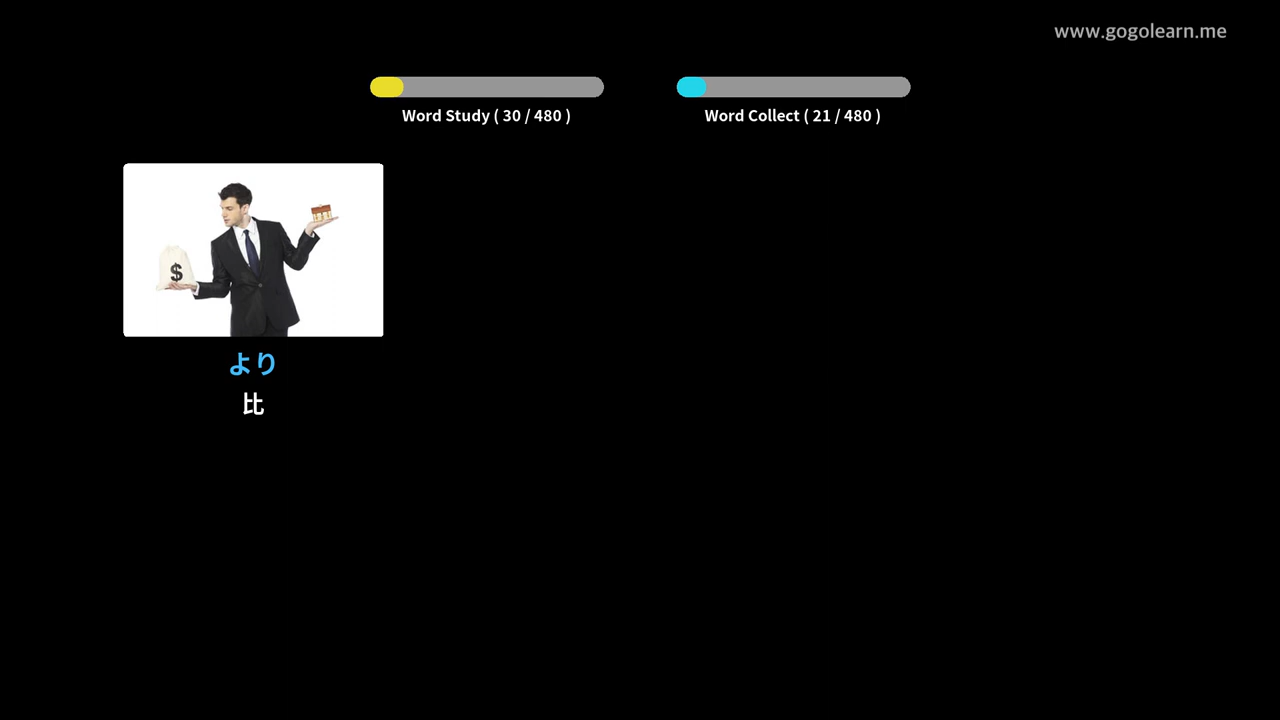 www.gogolearn.me
Word Study ( 30 / 480 )
Word Collect ( 21 / 480 )
$
より
比